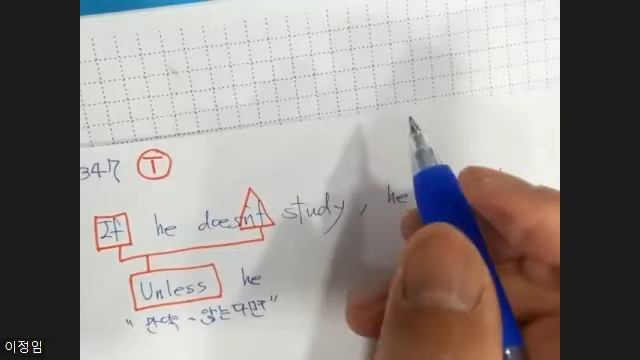 347 T
If he doesn't study, he
Unless he
"만약 ~ 않는다면"
이정임